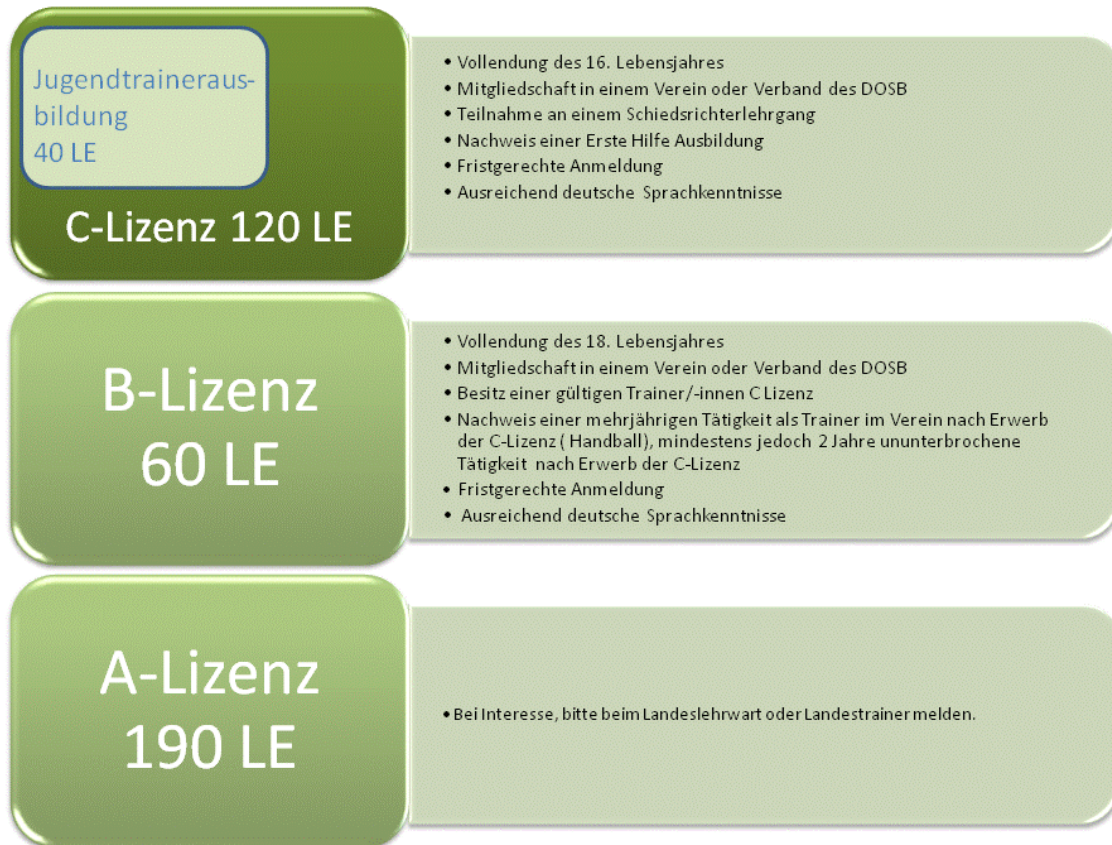 Jugendtraineraus-
bildung
40 LE
C-Lizenz 120 LE
• Vollendung des 16. Lebensjahres
• Mitgliedschaft in einem Verein oder Verband des DOSB
• Teilnahme an einem Schiedsrichterlehrgang
• Nachweis einer Erste Hilfe Ausbildung
• Fristgerechte Anmeldung
• Ausreichend deutsche Sprachkenntnisse
B-Lizenz
60 LE
• Vollendung des 18. Lebensjahres
• Mitgliedschaft in einem Verein oder Verband des DOSB
• Besitz einer gültigen Trainer/-innen C Lizenz
• Nachweis einer mehrjährigen Tätigkeit als Trainer im Verein nach Erwerb
der C-Lizenz ( Handball), mindestens jedoch 2 Jahre ununterbrochene
Tätigkeit nach Erwerb der C-Lizenz
• Fristgerechte Anmeldung
• Ausreichend deutsche Sprachkenntnisse
A-Lizenz
190 LE
• Bei Interesse, bitte beim Landeslehrwart oder Landestrainer melden.